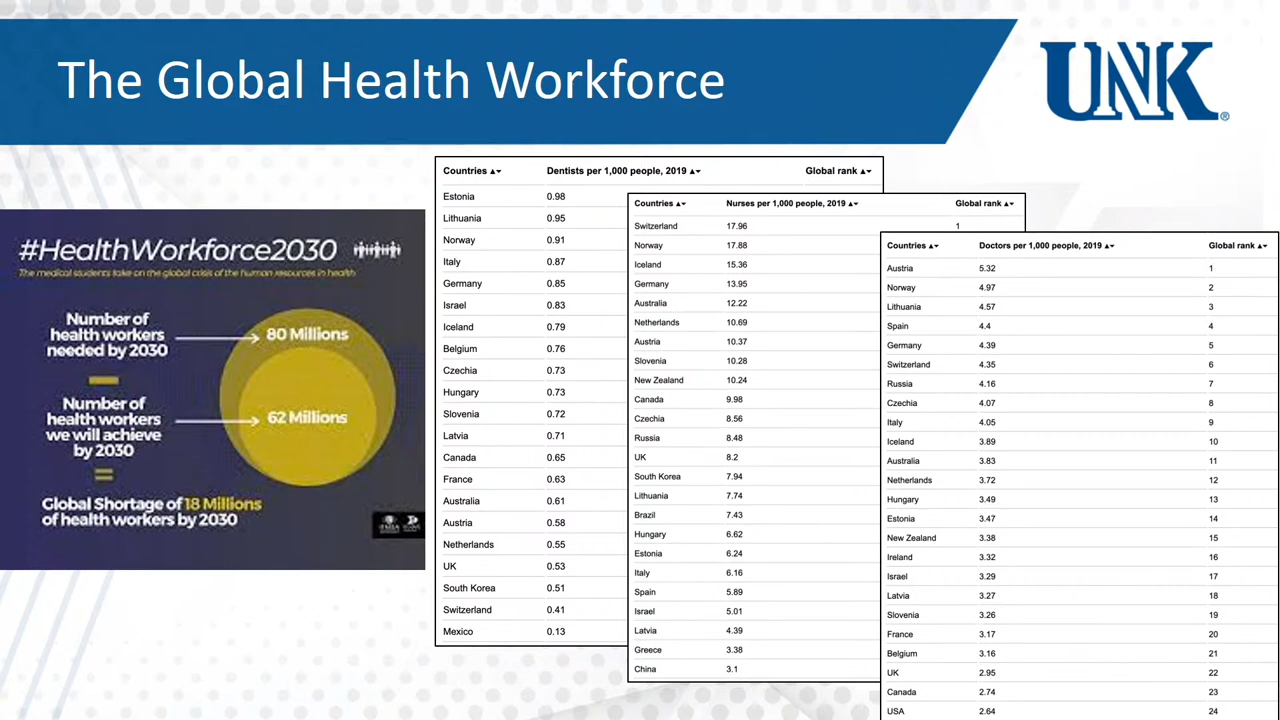 The Global Health Workforce
UNK®
#HealthWorkforce2030
The medical students take on the global crisis of the human resources in health
Number of
health workers
needed by 2030
80 Millions
Number of
health workers
we will achieve
by 2030
62 Millions
Global Shortage of 18 Millions
of health workers by 2030
Countries ▲▼ Dentists per 1,000 people, 2019 ▲▼ Global rank ▲▼
Estonia 0.98
Lithuania 0.95
Norway 0.91
Italy 0.87
Germany 0.85
Israel 0.83
Iceland 0.79
Belgium 0.76
Czechia 0.73
Hungary 0.73
Slovenia 0.72
Latvia 0.71
Canada 0.65
France 0.63
Australia 0.61
Austria 0.58
Netherlands 0.55
UK 0.53
South Korea 0.51
Switzerland 0.41
Mexico 0.13
Countries ▲▼ Nurses per 1,000 people, 2019 ▲▼ Global rank ▲▼
Switzerland 17.96 1
Norway 17.88
Iceland 15.36
Germany 13.95
Australia 12.22
Netherlands 10.69
Austria 10.37
Slovenia 10.28
New Zealand 10.24
Canada 9.98
Czechia 8.56
Russia 8.48
UK 8.2
South Korea 7.94
Lithuania 7.74
Brazil 7.43
Hungary 6.62
Estonia 6.24
Italy 6.16
Spain 5.89
Israel 5.01
Latvia 4.39
Greece 3.38
China 3.1
Countries ▲▼ Doctors per 1,000 people, 2019 ▲▼ Global rank ▲▼
Austria 5.32 1
Norway 4.97 2
Lithuania 4.57 3
Spain 4.4 4
Germany 4.39 5
Switzerland 4.35 6
Russia 4.16 7
Czechia 4.07 8
Italy 4.05 9
Iceland 3.89 10
Australia 3.83 11
Netherlands 3.72 12
Hungary 3.49 13
Estonia 3.47 14
New Zealand 3.38 15
Ireland 3.32 16
Israel 3.29 17
Latvia 3.27 18
Slovenia 3.26 19
France 3.17 20
Belgium 3.16 21
UK 2.95 22
Canada 2.74 23
USA 2.64 24